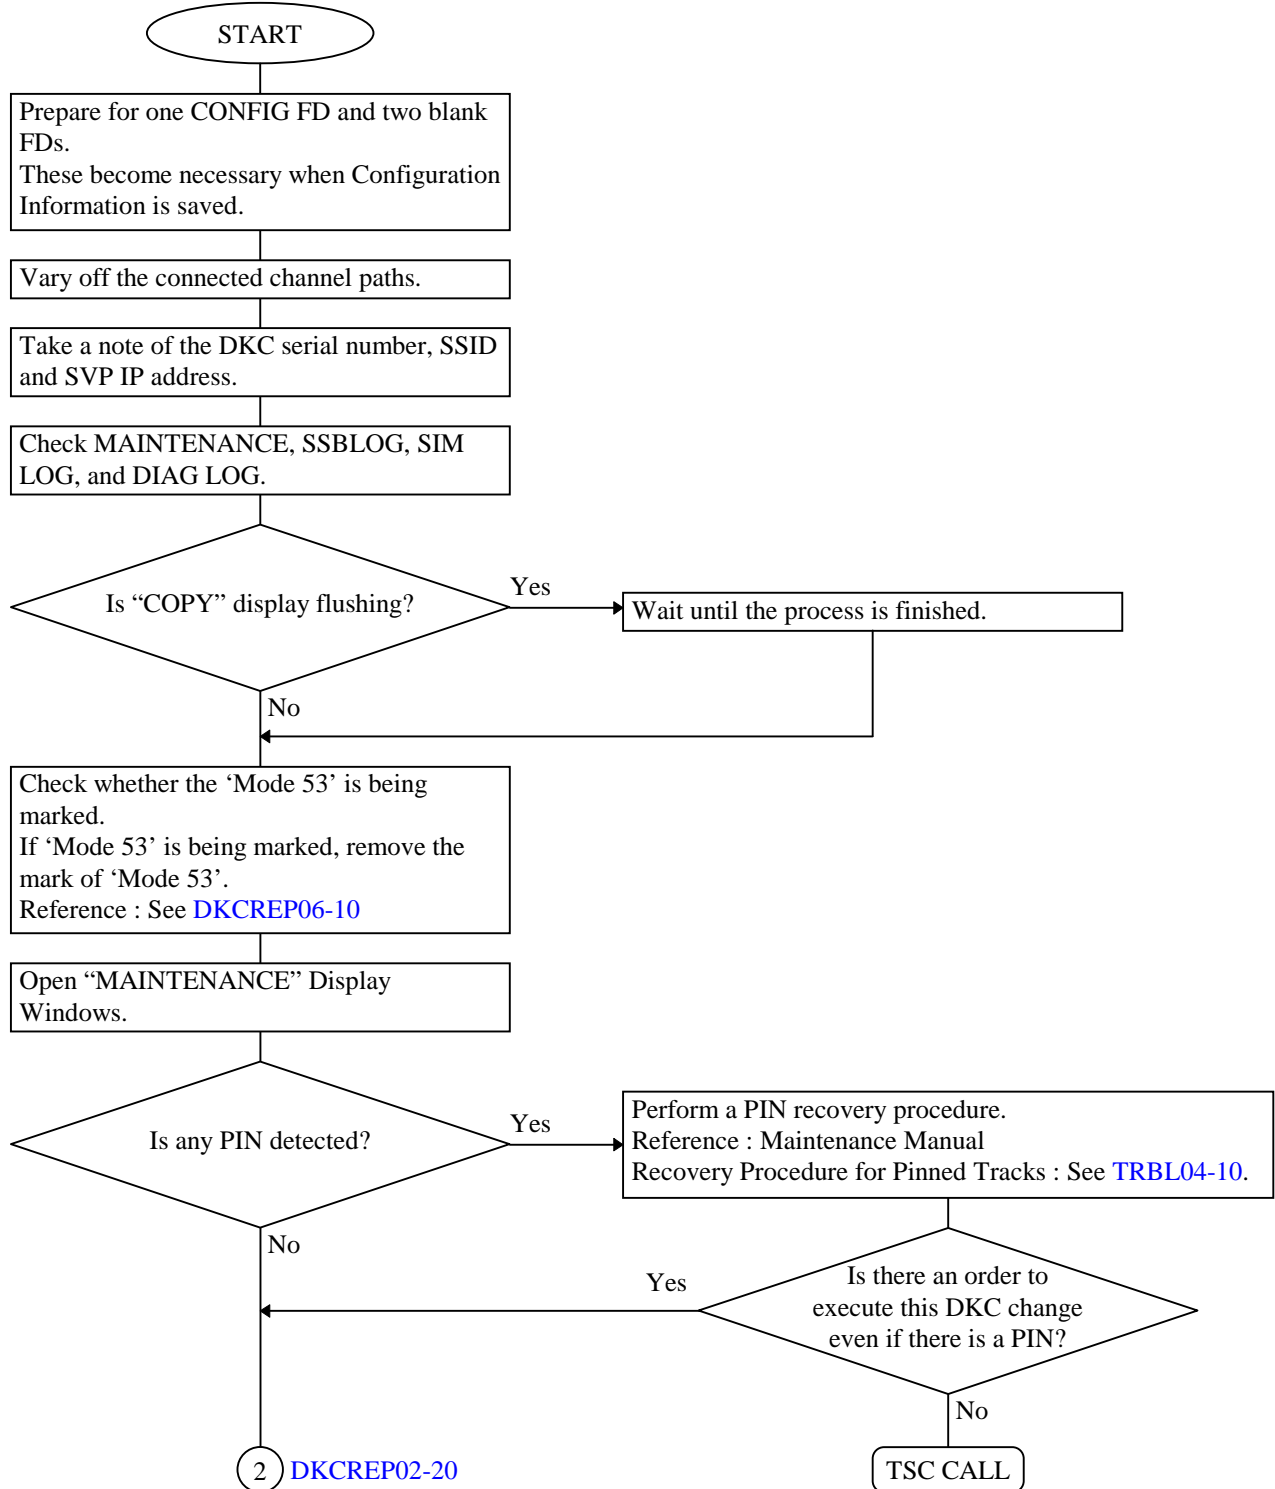 START
Prepare for one CONFIG FD and two blank
FDs.
These become necessary when Configuration
Information is saved.
Vary off the connected channel paths.
Take a note of the DKC serial number, SSID
and SVP IP address.
Check MAINTENANCE, SSBLOG, SIM
LOG, and DIAG LOG.
Is “COPY” display flushing?
Yes
Wait until the process is finished.
No
Check whether the ‘Mode 53’ is being
marked.
If ‘Mode 53’ is being marked, remove the
mark of ‘Mode 53’.
Reference : See DKCREP06-10
Open “MAINTENANCE” Display
Windows.
Is any PIN detected?
Yes
Perform a PIN recovery procedure.
Reference : Maintenance Manual
Recovery Procedure for Pinned Tracks : See TRBL04-10.
No
Is there an order to
execute this DKC change
even if there is a PIN?
Yes
No
2 DKCREP02-20
TSC CALL